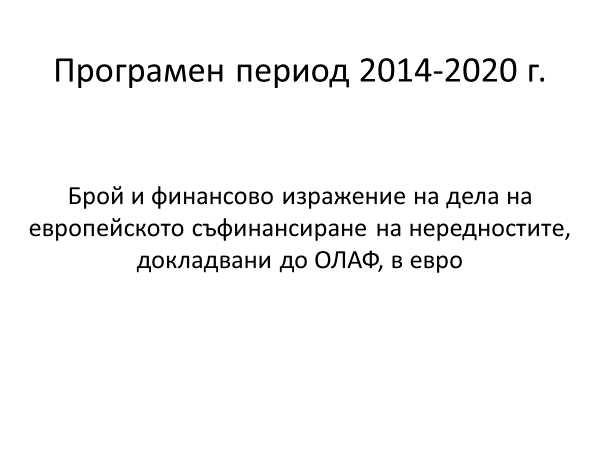 Програмен период 2014-2020 г.
Брой и финансово изражение на дела на
европейското съфинансиране на нередностите,
докладвани до ОЛАФ, в евро